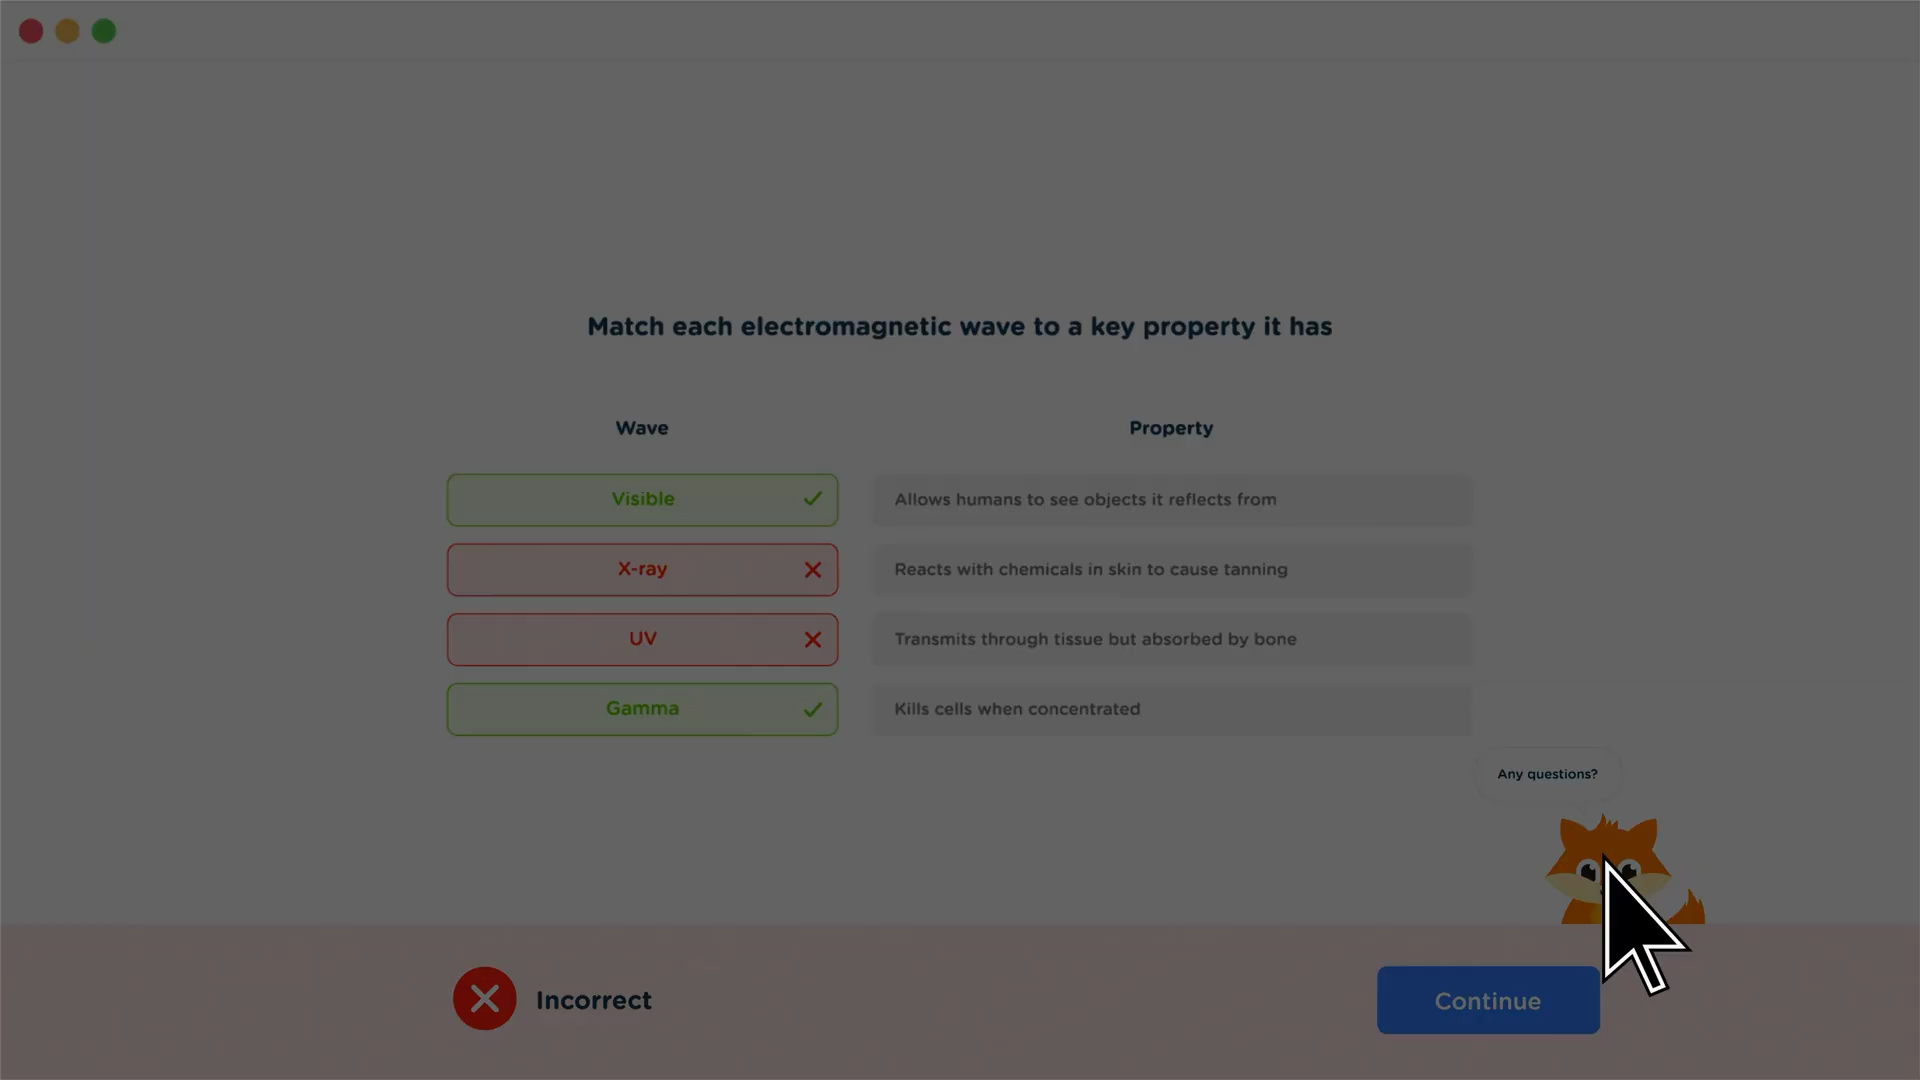 Match each electromagnetic wave to a key property it has
Wave Property
Visible Allows humans to see objects it reflects from
X-ray Reacts with chemicals in skin to cause tanning
UV Transmits through tissue but absorbed by bone
Gamma Kills cells when concentrated
Any questions?
Incorrect Continue